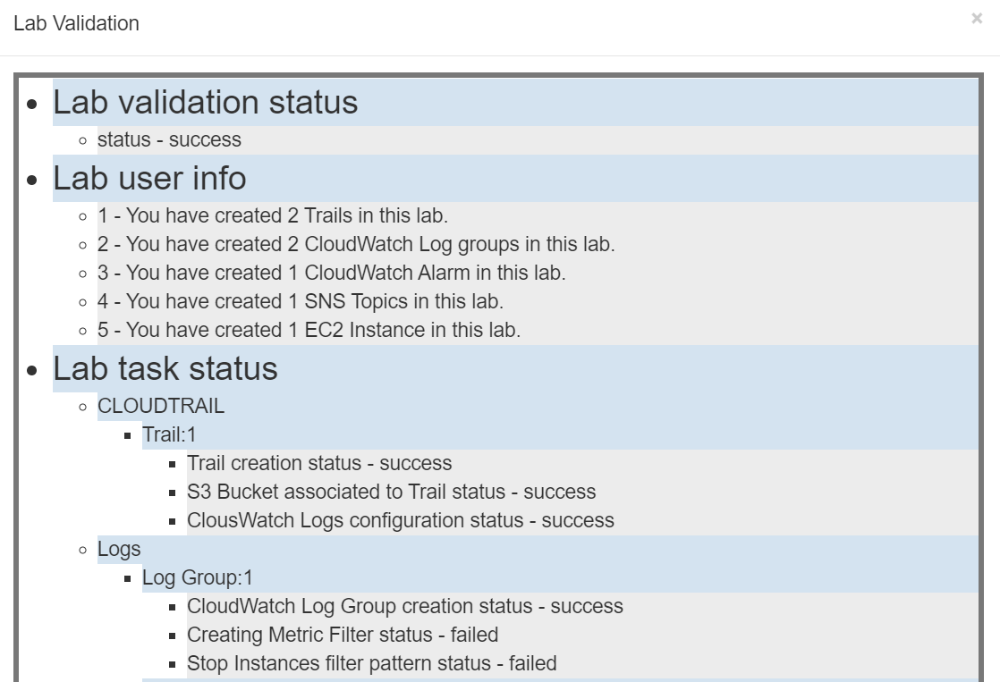 Lab Validation
×
Lab validation status
status - success
Lab user info
1 - You have created 2 Trails in this lab.
2 - You have created 2 CloudWatch Log groups in this lab.
3 - You have created 1 CloudWatch Alarm in this lab.
4 - You have created 1 SNS Topics in this lab.
5 - You have created 1 EC2 Instance in this lab.
Lab task status
CLOUDTRAIL
Trail:1
Trail creation status - success
S3 Bucket associated to Trail status - success
ClousWatch Logs configuration status - success
Logs
Log Group:1
CloudWatch Log Group creation status - success
Creating Metric Filter status - failed
Stop Instances filter pattern status - failed